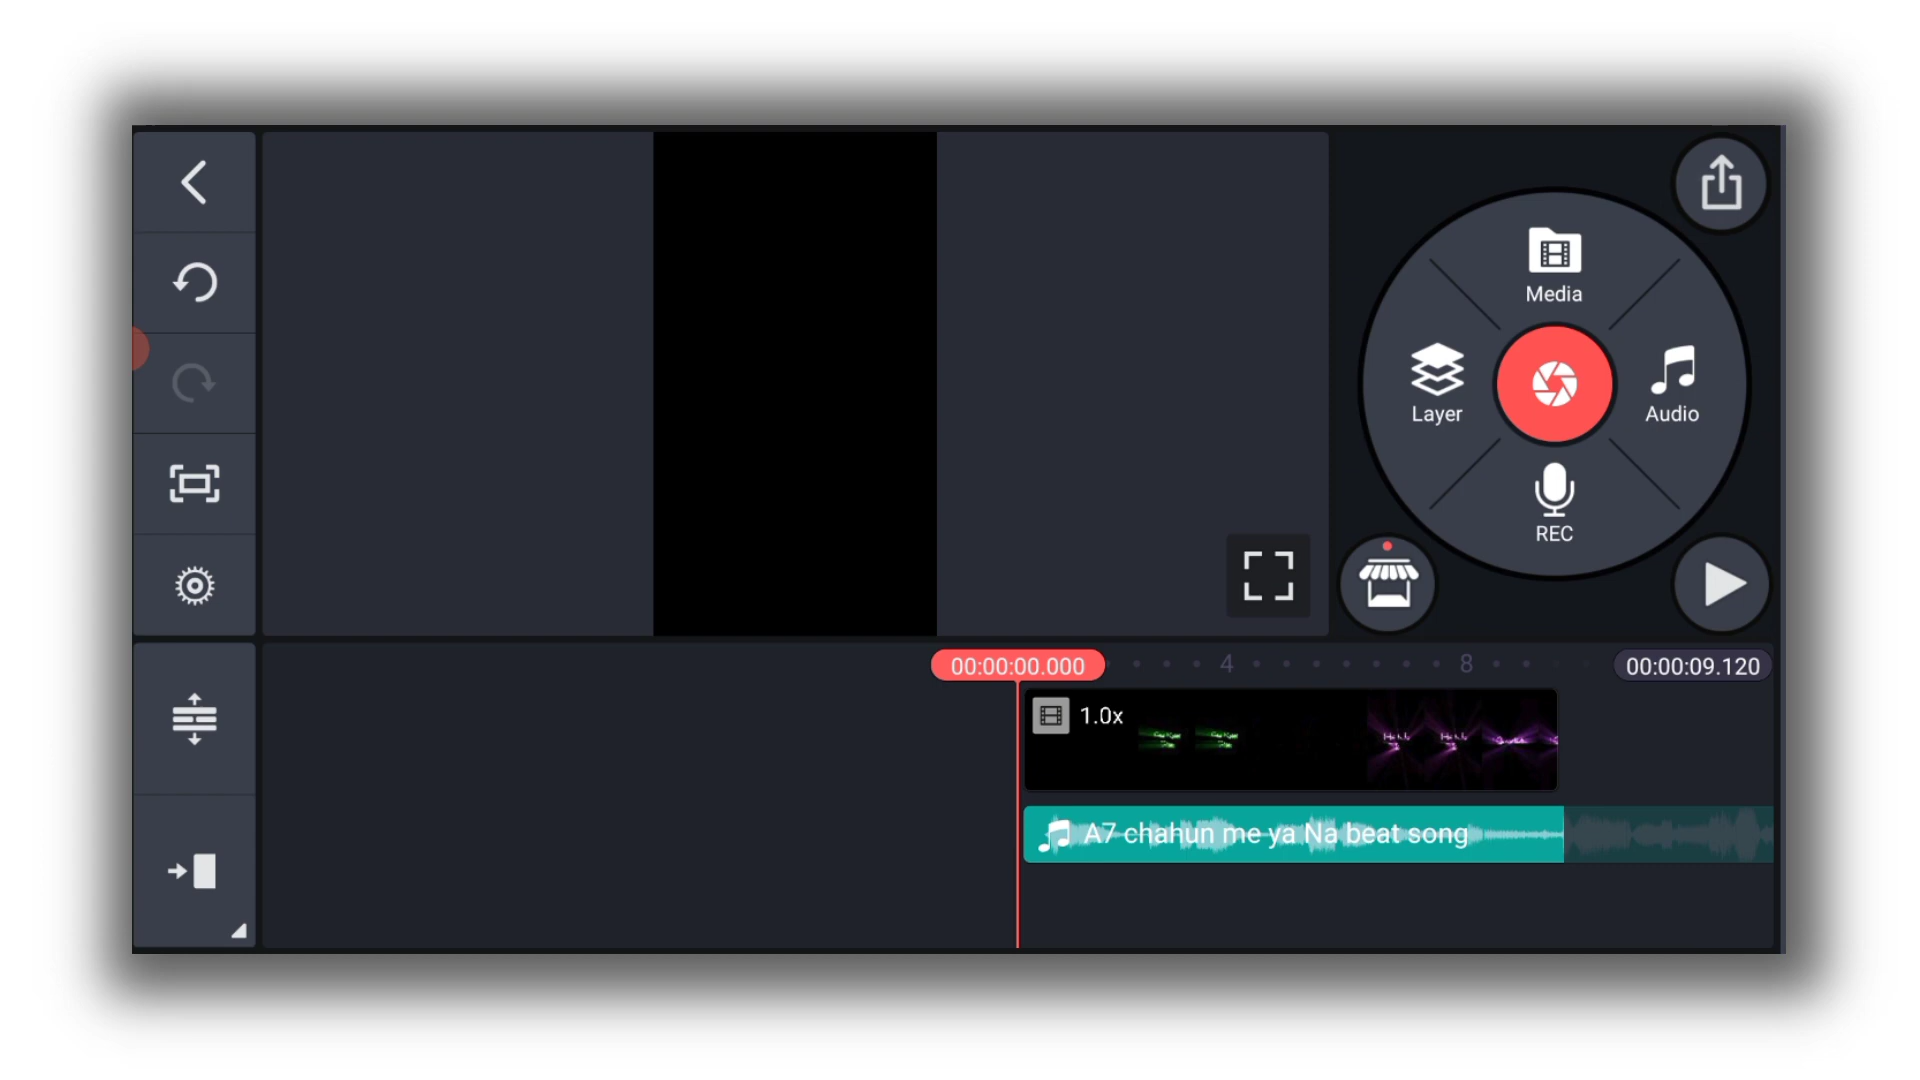 Media
Layer
Audio
REC
00:00:00.000
4
8
00:00:09.120
1.0x
A7 chahun me ya Na beat song